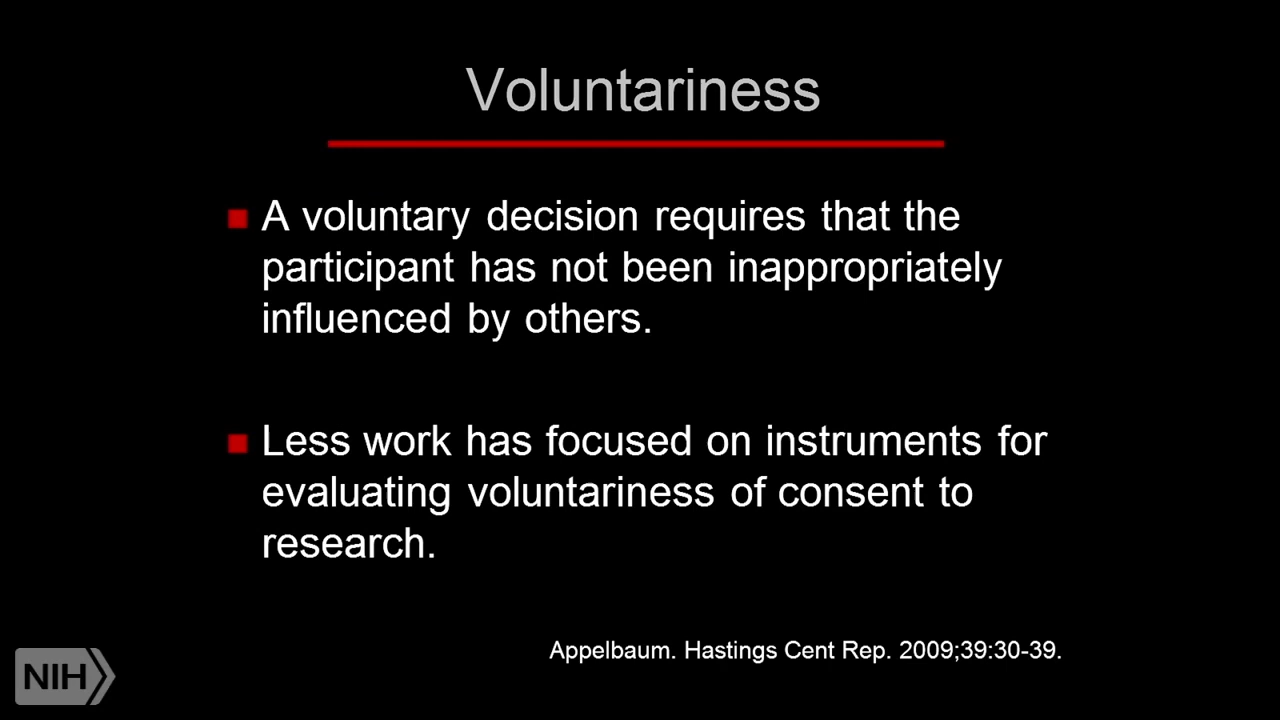 Voluntariness
A voluntary decision requires that the
participant has not been inappropriately
influenced by others.
Less work has focused on instruments for
evaluating voluntariness of consent to
research.
Appelbaum. Hastings Cent Rep. 2009;39:30-39.
NIH